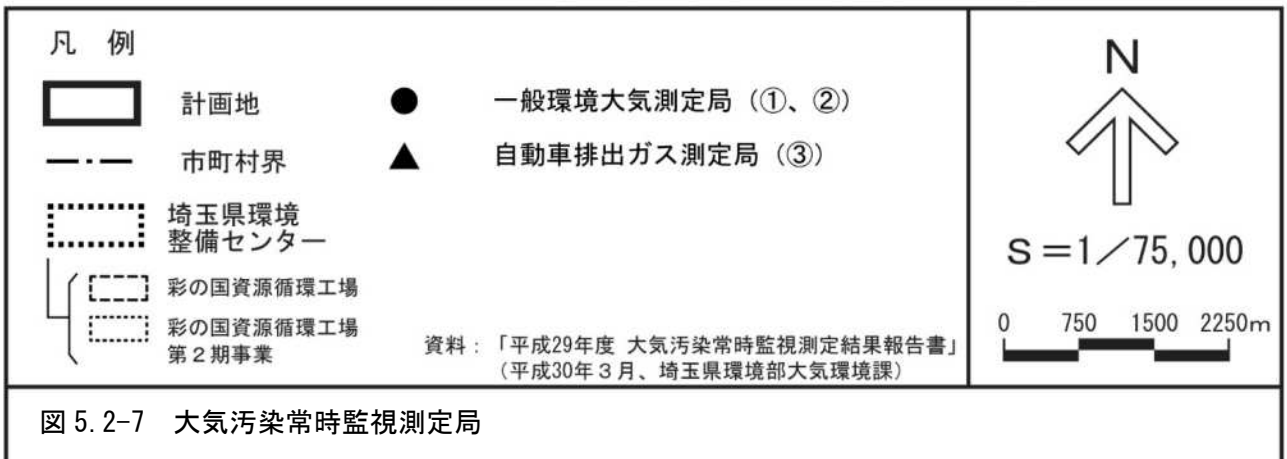 凡　例
計画地
市町村界
埼玉県環境
整備センター
彩の国資源循環工場
彩の国資源循環工場
第２期事業
● 一般環境大気測定局（①、②）
▲ 自動車排出ガス測定局（③）
資料：「平成29年度 大気汚染常時監視測定結果報告書」
（平成30年３月、埼玉県環境部大気環境課）
N
S＝1／75,000
0 750 1500 2250m
図 5.2-7　大気汚染常時監視測定局